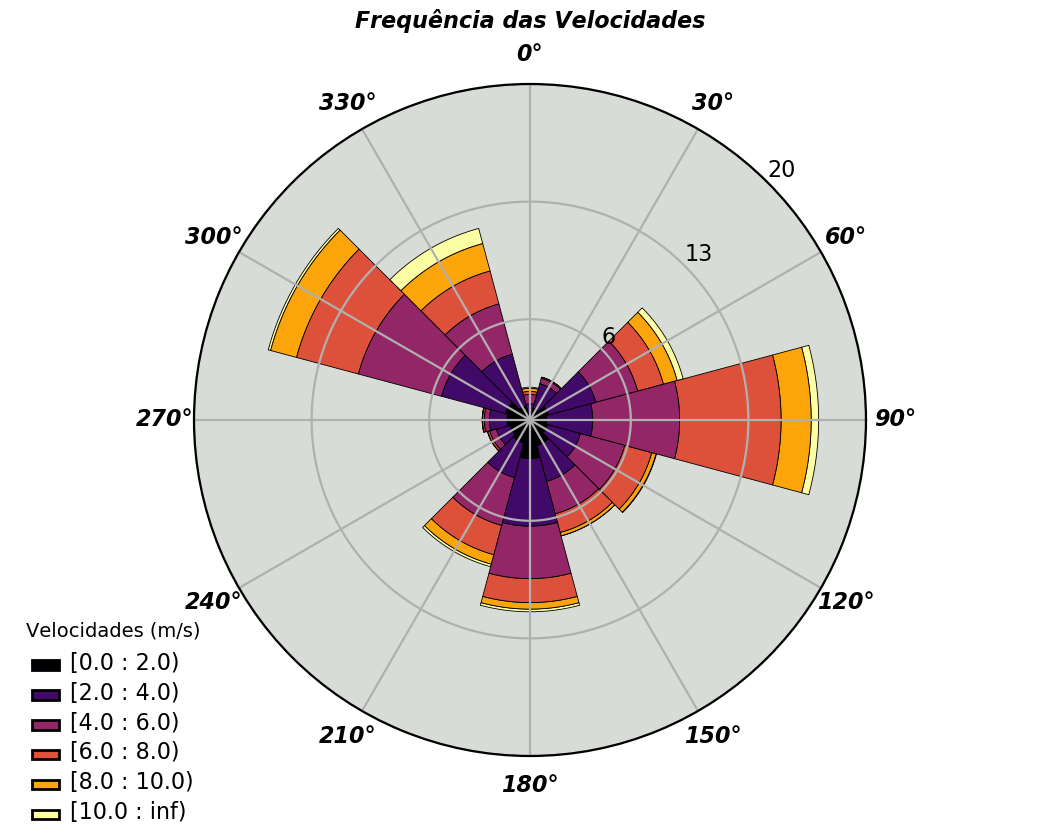 Frequência das Velocidades
0°
330°
30°
20
300°
60°
13
6
270°
90°
240°
120°
210°
150°
180°
Velocidades (m/s)
[0.0 : 2.0)
[2.0 : 4.0)
[4.0 : 6.0)
[6.0 : 8.0)
[8.0 : 10.0)
[10.0 : inf)